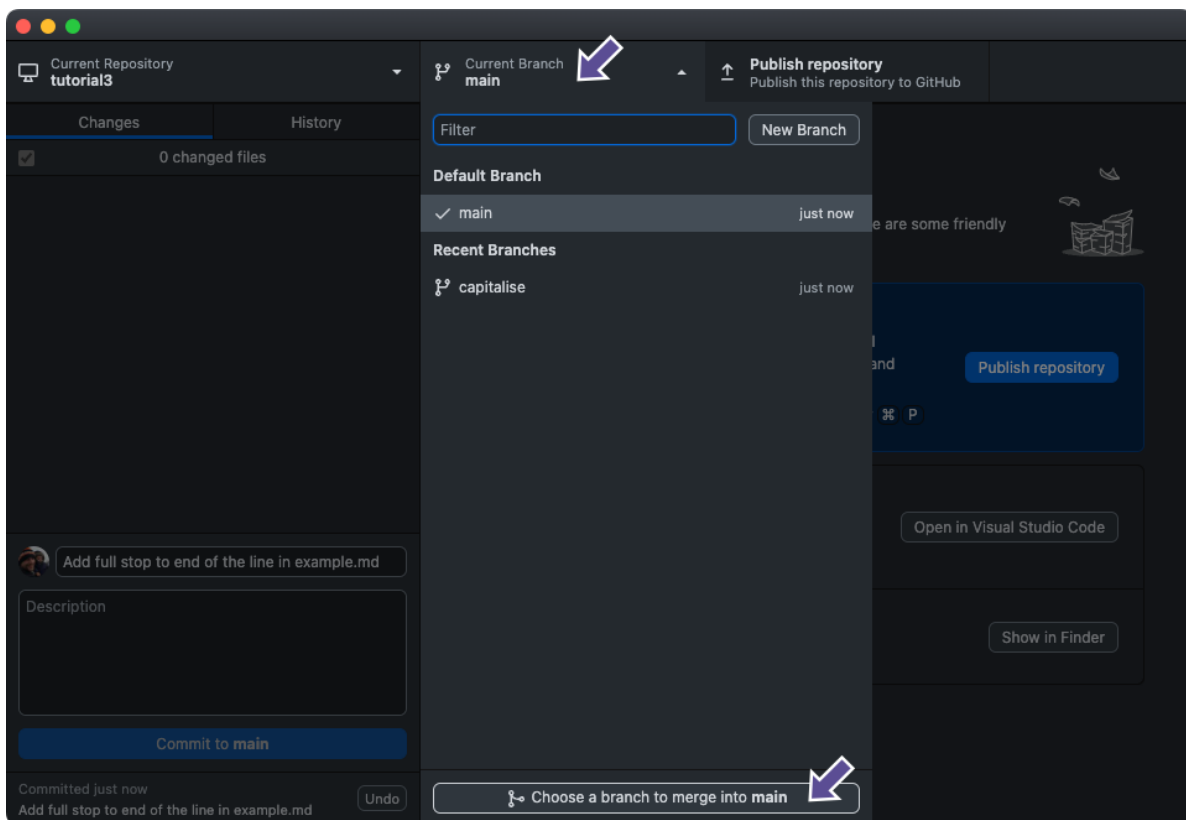 Current Repository
tutorial3
Current Branch
main
Publish repository
Publish this repository to GitHub
Changes
History
0 changed files
Filter
New Branch
Default Branch
main
just now
Recent Branches
capitalise
just now
e are some friendly
and
Publish repository
⌘ P
Open in Visual Studio Code
Show in Finder
Add full stop to end of the line in example.md
Description
Commit to main
Committed just now
Add full stop to end of the line in example.md
Undo
Choose a branch to merge into main